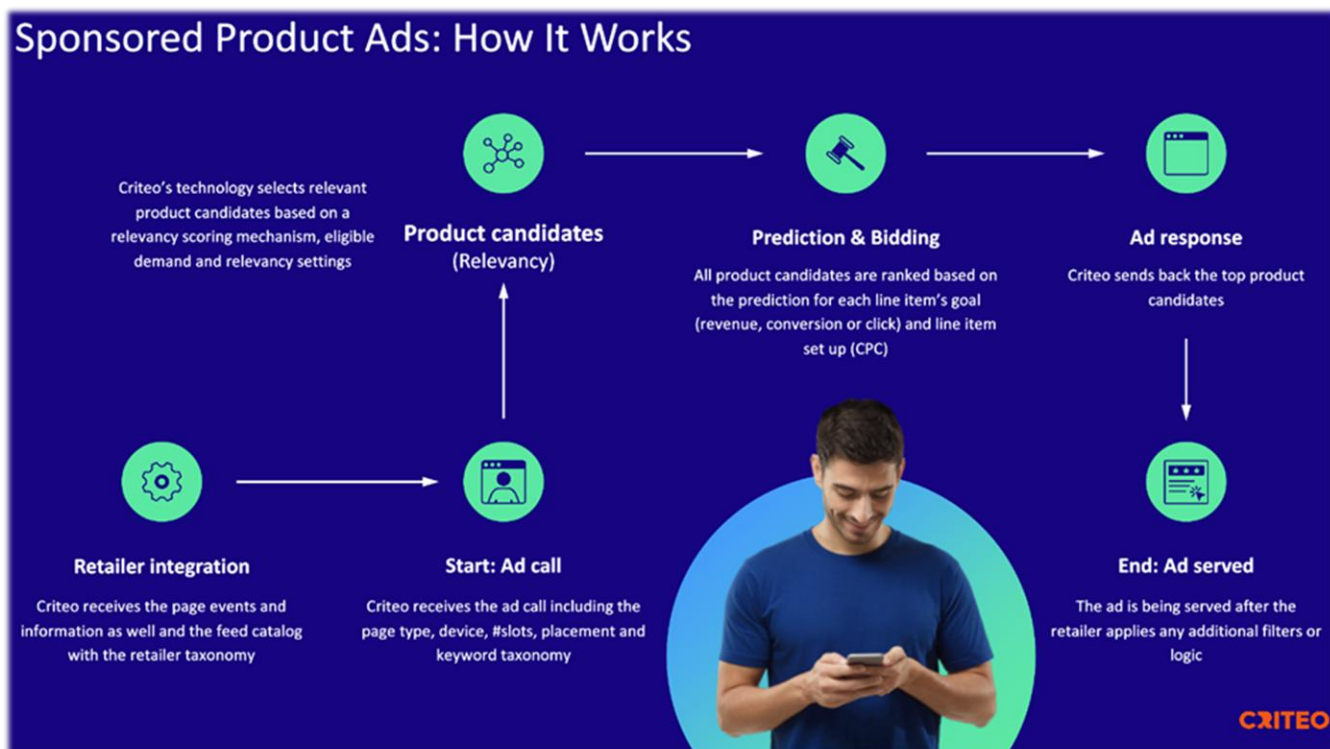 Sponsored Product Ads: How It Works
Criteo's technology selects relevant
product candidates based on a
relevancy scoring mechanism, eligible
demand and relevancy settings
Product candidates
(Relevancy)
Prediction & Bidding
All product candidates are ranked based on
the prediction for each line item's goal
(revenue, conversion or click) and line item
set up (CPC)
Ad response
Criteo sends back the top product
candidates
Retailer integration
Criteo receives the page events and
information as well and the feed catalog
with the retailer taxonomy
Start: Ad call
Criteo receives the ad call including the
page type, device, #slots, placement and
keyword taxonomy
End: Ad served
The ad is being served after the
retailer applies any additional filters or
logic
CRITEO